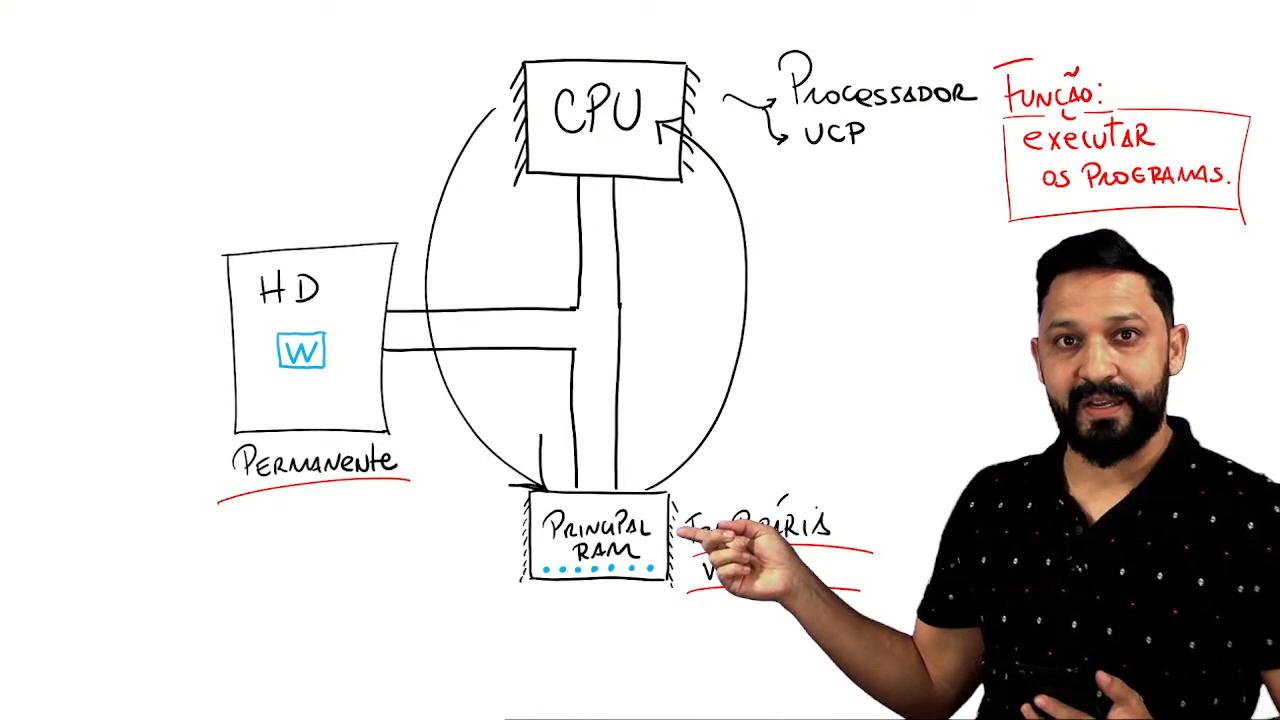 CPU
PROCESSADOR
UCP
FUNÇÃO:
EXECUTAR
OS PROGRAMAS.
HD
W
PERMANENTE
PRINCIPAL
RAM